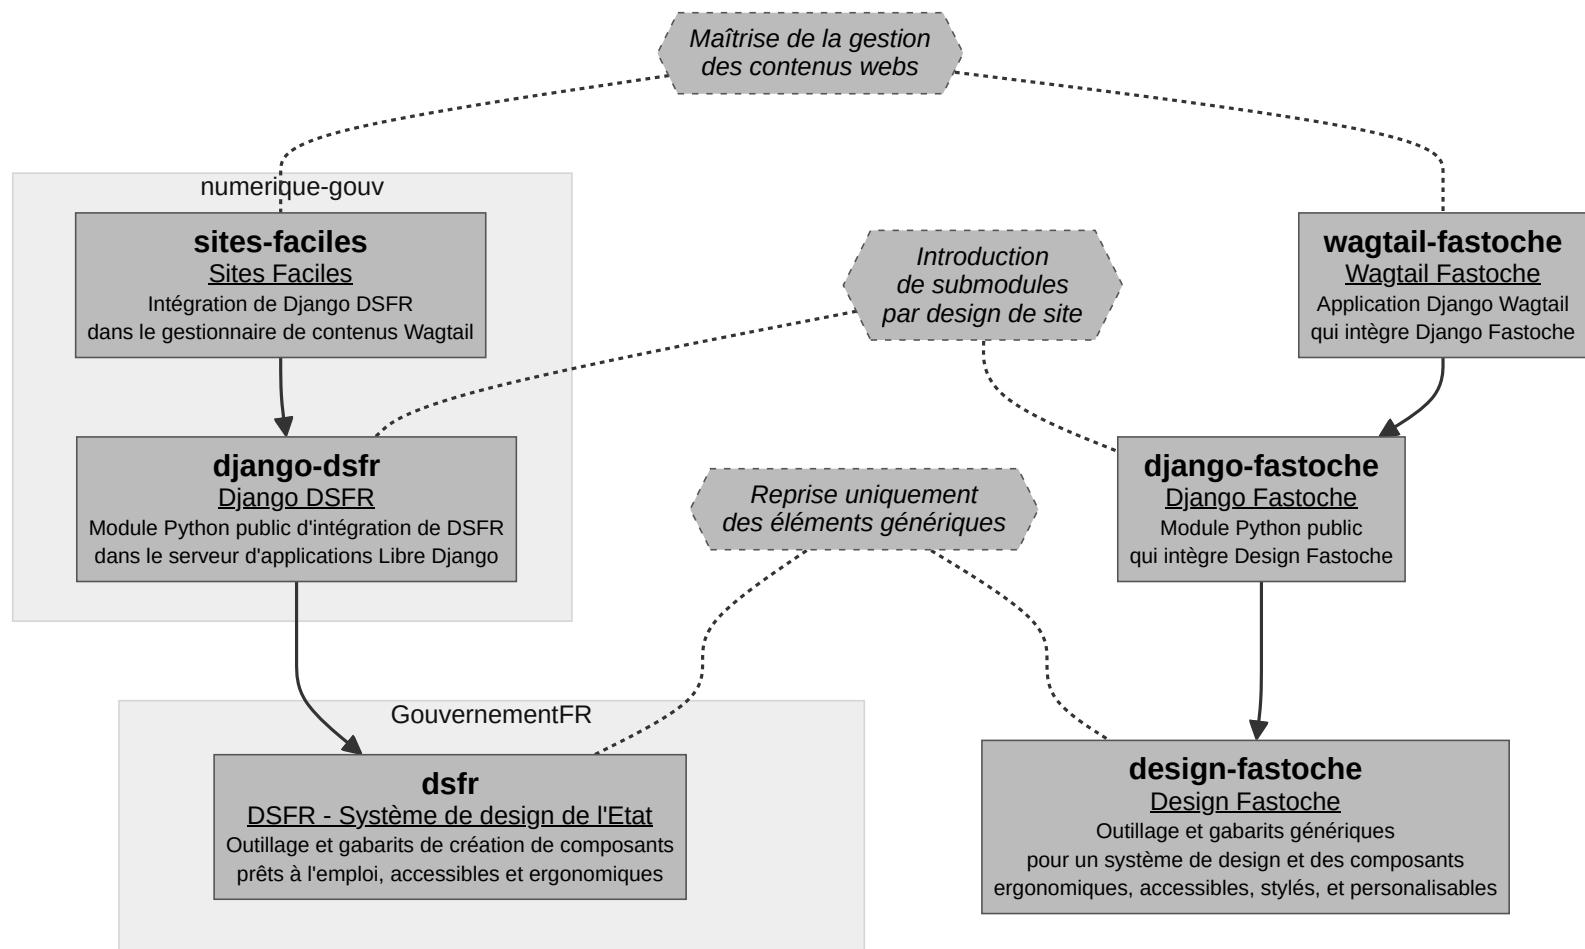 Maîtrise de la gestion
des contenus webs
numerique-gouv
sites-faciles
Sites Faciles
Intégration de Django DSFR
dans le gestionnaire de contenus Wagtail
Introduction
de submodules
par design de site
wagtail-fastoche
Wagtail Fastoche
Application Django Wagtail
qui intègre Django Fastoche
django-dsfr
Django DSFR
Module Python public d'intégration de DSFR
dans le serveur d'applications Libre Django
Reprise uniquement
des éléments génériques
django-fastoche
Django Fastoche
Module Python public
qui intègre Design Fastoche
GouvernementFR
dsfr
DSFR - Système de design de l'Etat
Outillage et gabarits de création de composants
prêts à l'emploi, accessibles et ergonomiques
design-fastoche
Design Fastoche
Outillage et gabarits génériques
pour un système de design et des composants
ergonomiques, accessibles, stylés, et personalisables